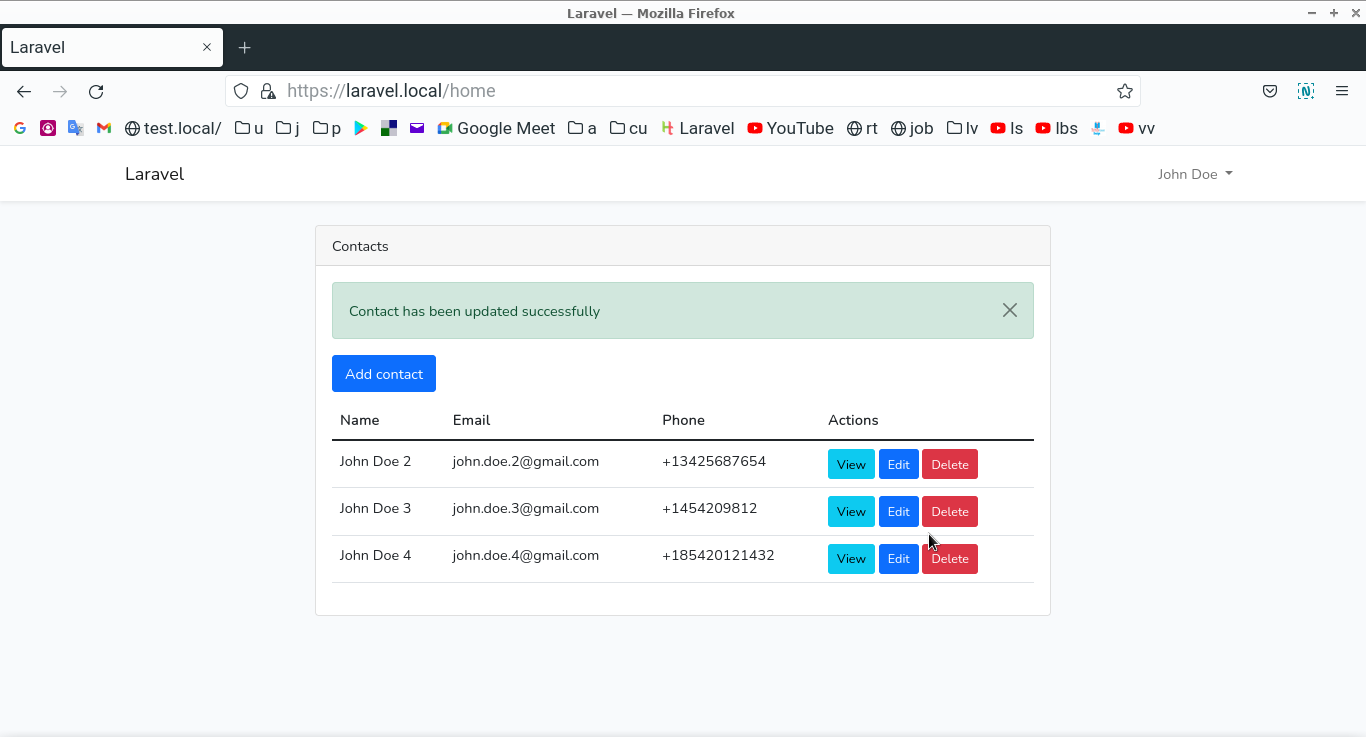 Laravel — Mozilla Firefox
Laravel
https://laravel.local/home
test.local/ u j p Google Meet a cu Laravel YouTube rt job lv ls lbs vv
Laravel John Doe
Contacts
Contact has been updated successfully
Add contact
Name Email Phone Actions
John Doe 2 john.doe.2@gmail.com +13425687654 View Edit Delete
John Doe 3 john.doe.3@gmail.com +1454209812 View Edit Delete
John Doe 4 john.doe.4@gmail.com +185420121432 View Edit Delete